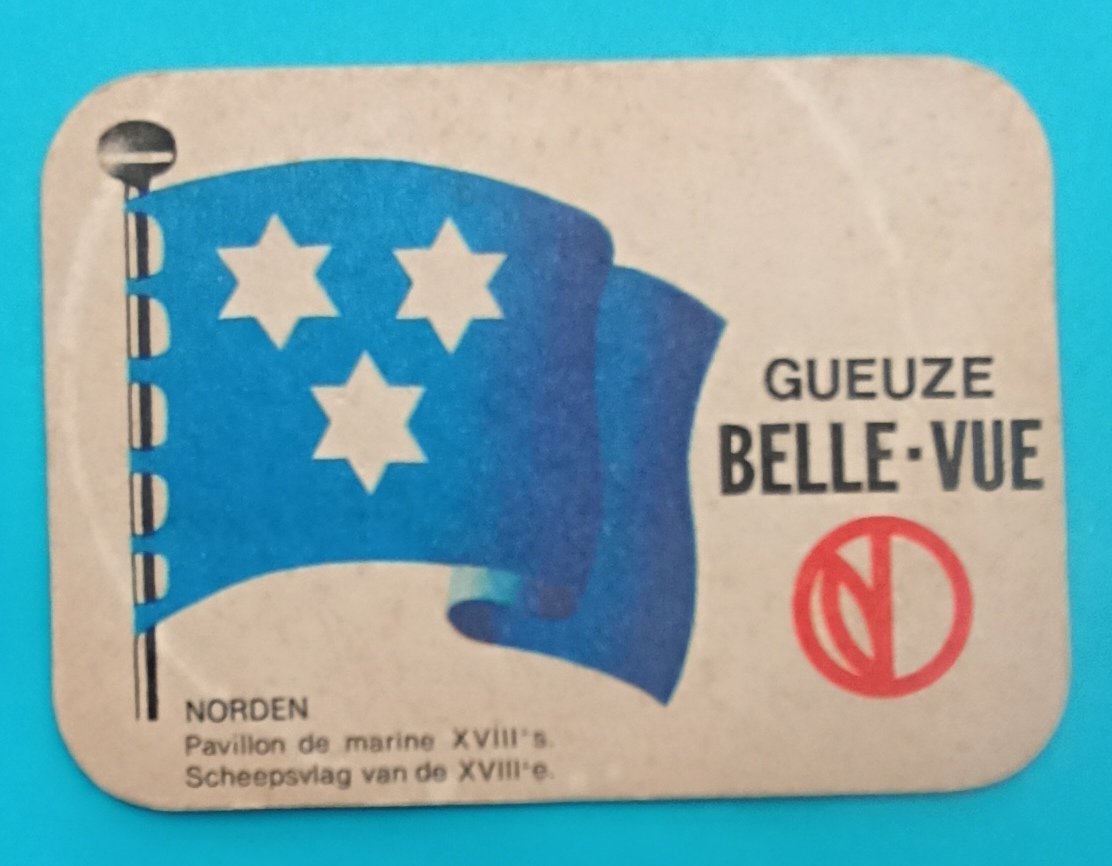 GUEUZE
BELLE·VUE
NORDEN
Pavillon de marine XVIII's.
Scheepsvlag van de XVIII'e.